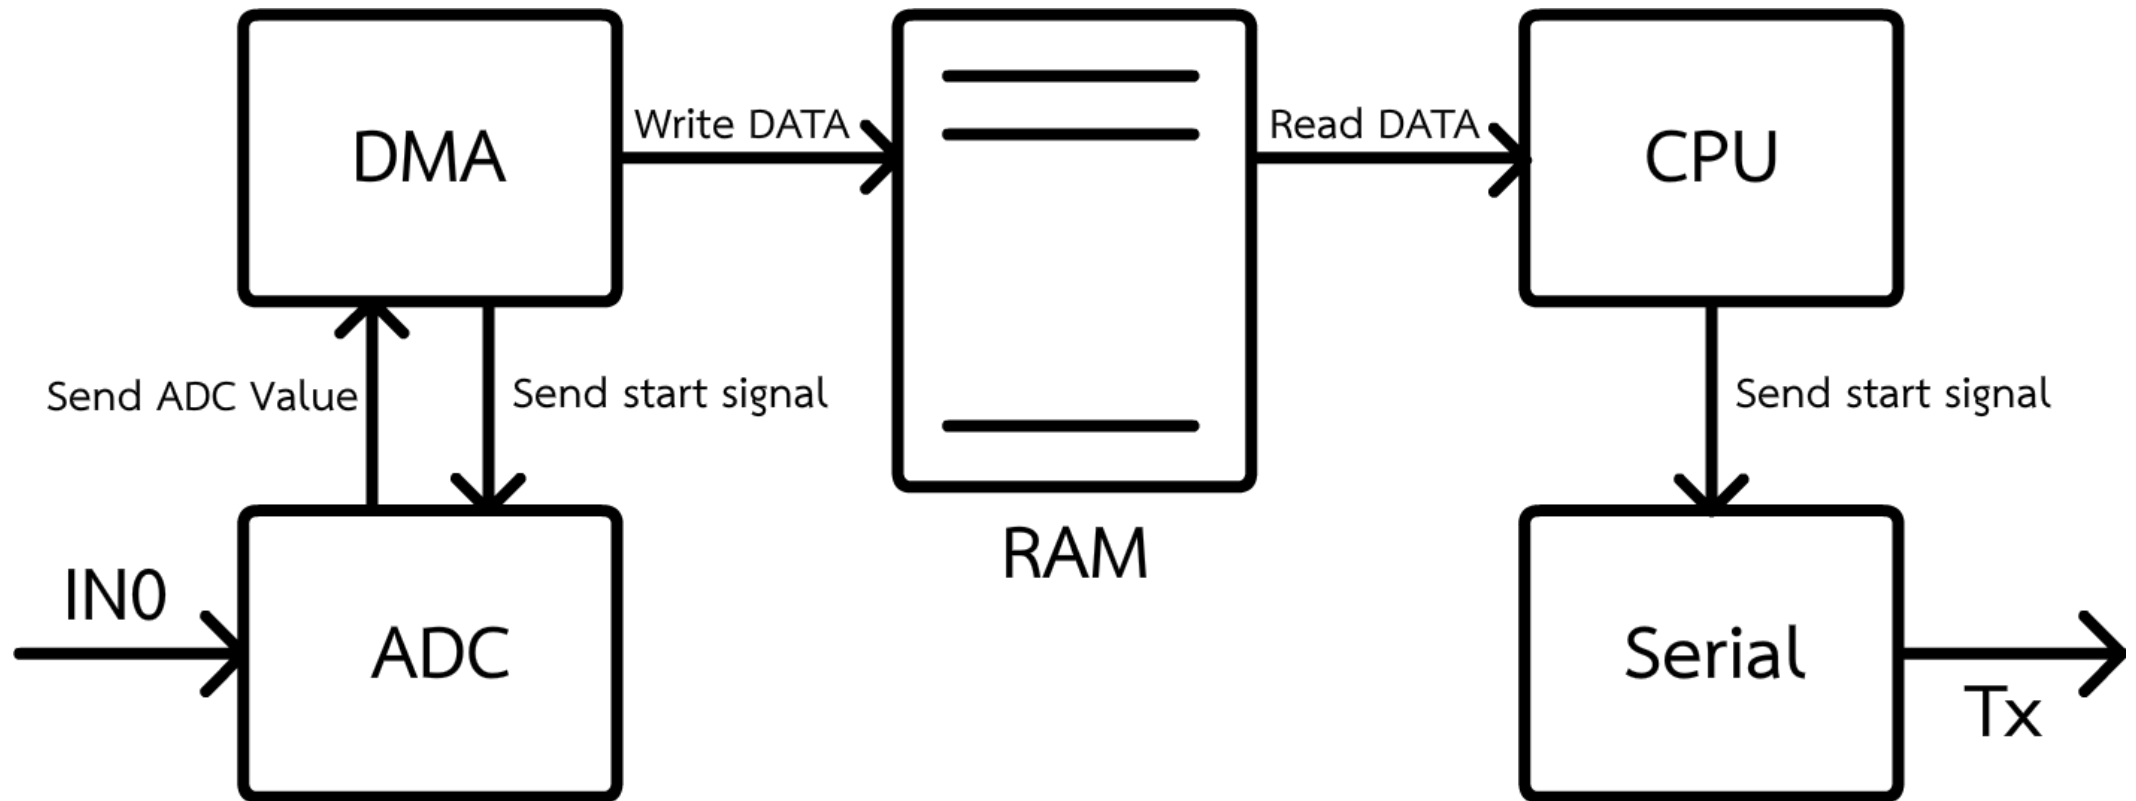 DMA
Write DATA
Read DATA
CPU
Send ADC Value
Send start signal
Send start signal
RAM
IN0
ADC
Serial
Tx